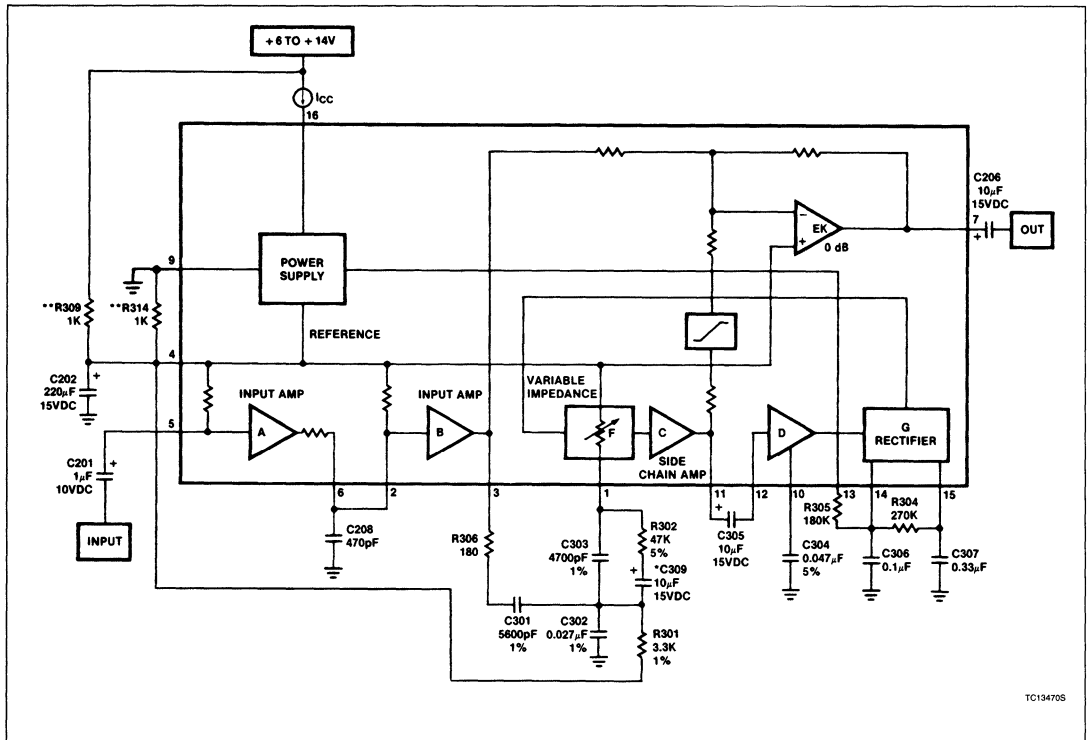 +6 TO +14V
ICC
16
C206
10μF
15VDC
7
+
OUT
−
EK
+
0 dB
9
POWER
SUPPLY
**R309
1K
**R314
1K
REFERENCE
4
C202
220μF
15VDC
+
INPUT AMP
A
INPUT AMP
B
VARIABLE
IMPEDANCE
F
C
SIDE
CHAIN AMP
D
G
RECTIFIER
5
C201
1μF
10VDC
+
INPUT
6
2
3
1
11
12
10
13
14
15
C208
470pF
R306
180
C303
4700pF
1%
R302
47K
5%
+
*C309
10μF
15VDC
+
C305
10μF
15VDC
C304
0.047μF
5%
R305
180K
R304
270K
C306
0.1μF
C307
0.33μF
C301
5600pF
1%
C302
0.027μF
1%
R301
3.3K
1%
TC13470S